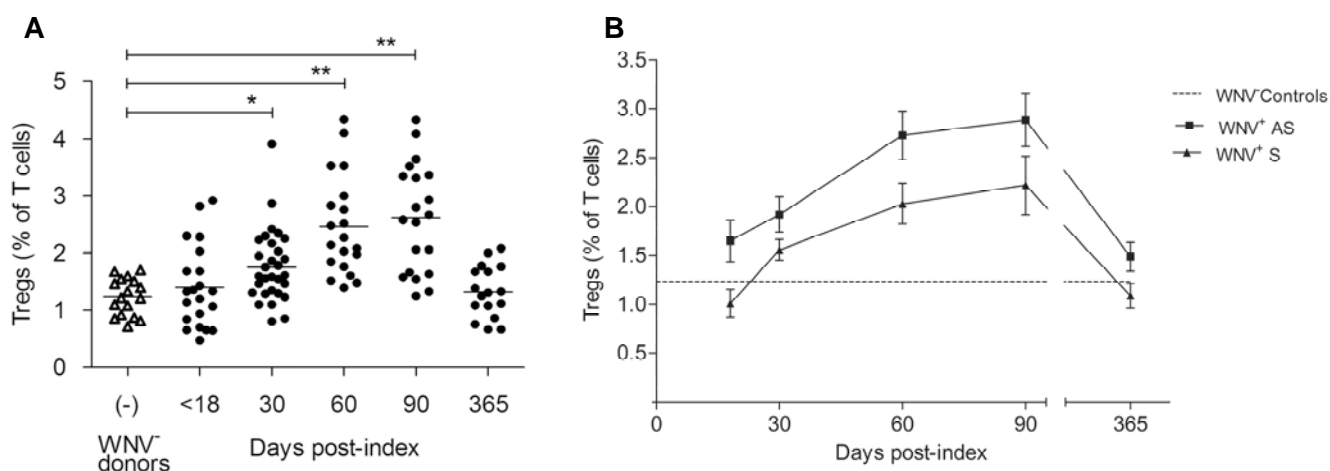 A
**
**
*
Tregs (% of T cells)
5
4
3
2
1
0
(-)
<18
30
60
90
365
WNV⁻
donors
Days post-index
B
Tregs (% of T cells)
3.0
2.5
2.0
1.5
1.0
0.5
0
30
60
90
365
Days post-index
WNV⁻Controls
WNV⁺ AS
WNV⁺ S